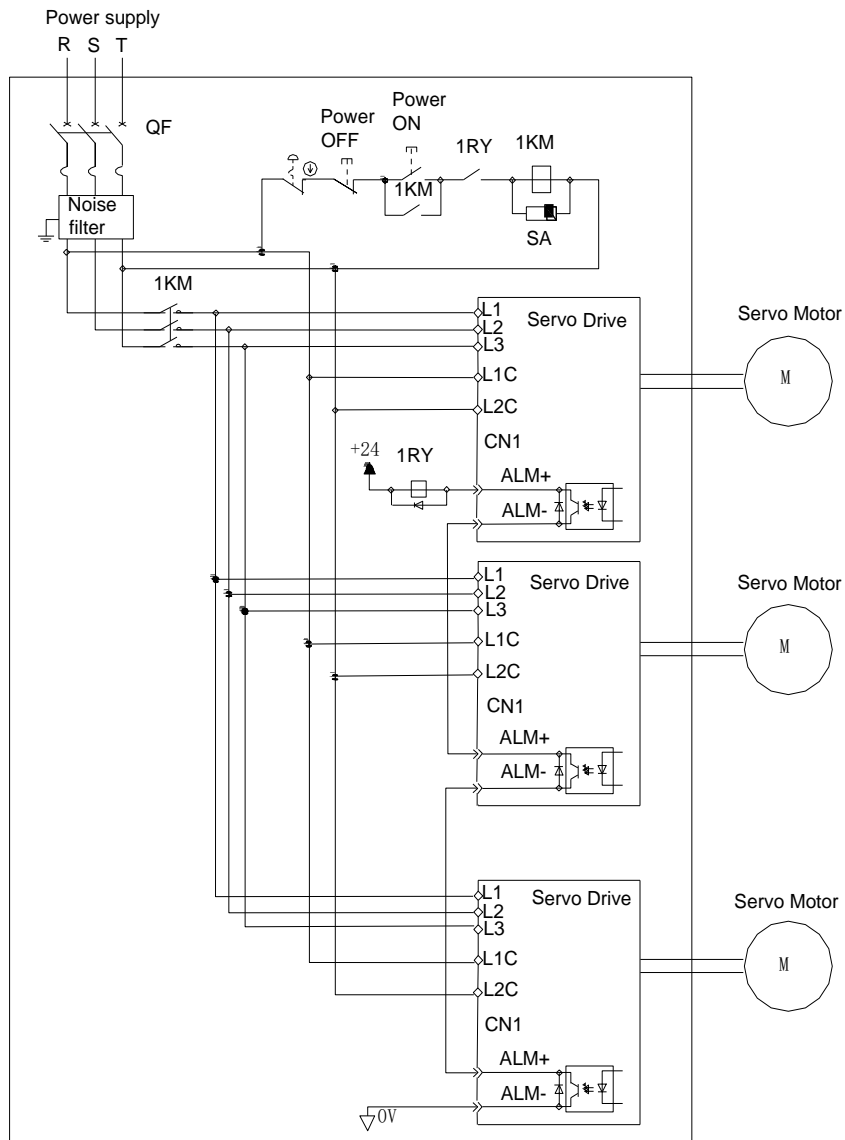 Power supply
R S T
QF
Power
OFF
Power
ON
1RY
1KM
1KM
SA
Noise
filter
1KM
L1
L2
L3
L1C
L2C
Servo Drive
Servo Motor
M
CN1
+24
1RY
ALM+
ALM-
L1
L2
L3
L1C
L2C
Servo Drive
Servo Motor
M
CN1
ALM+
ALM-
L1
L2
L3
L1C
L2C
Servo Drive
Servo Motor
M
CN1
ALM+
ALM-
0V